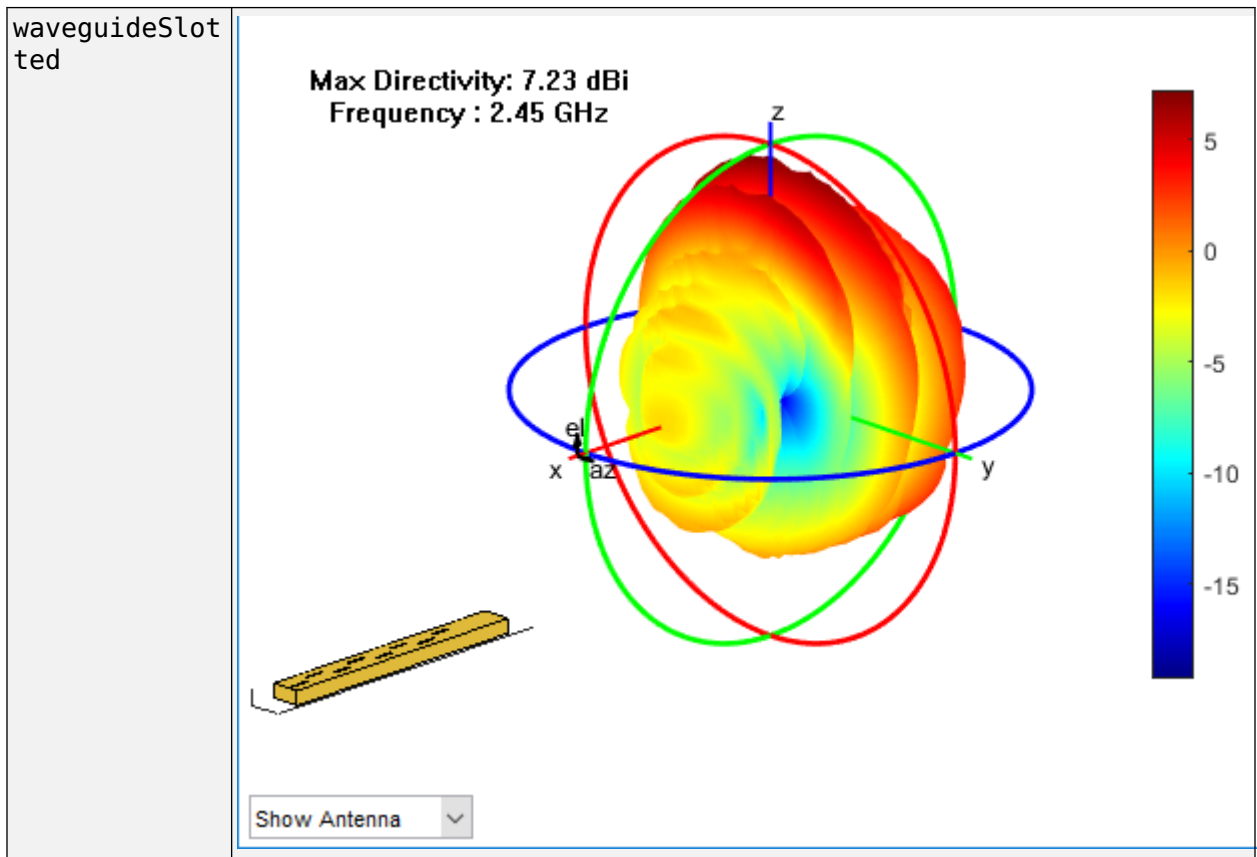 waveguideSlot
ted
Max Directivity: 7.23 dBi
Frequency : 2.45 GHz
z
5
0
-5
-10
-15
el
x
az
y
Show Antenna